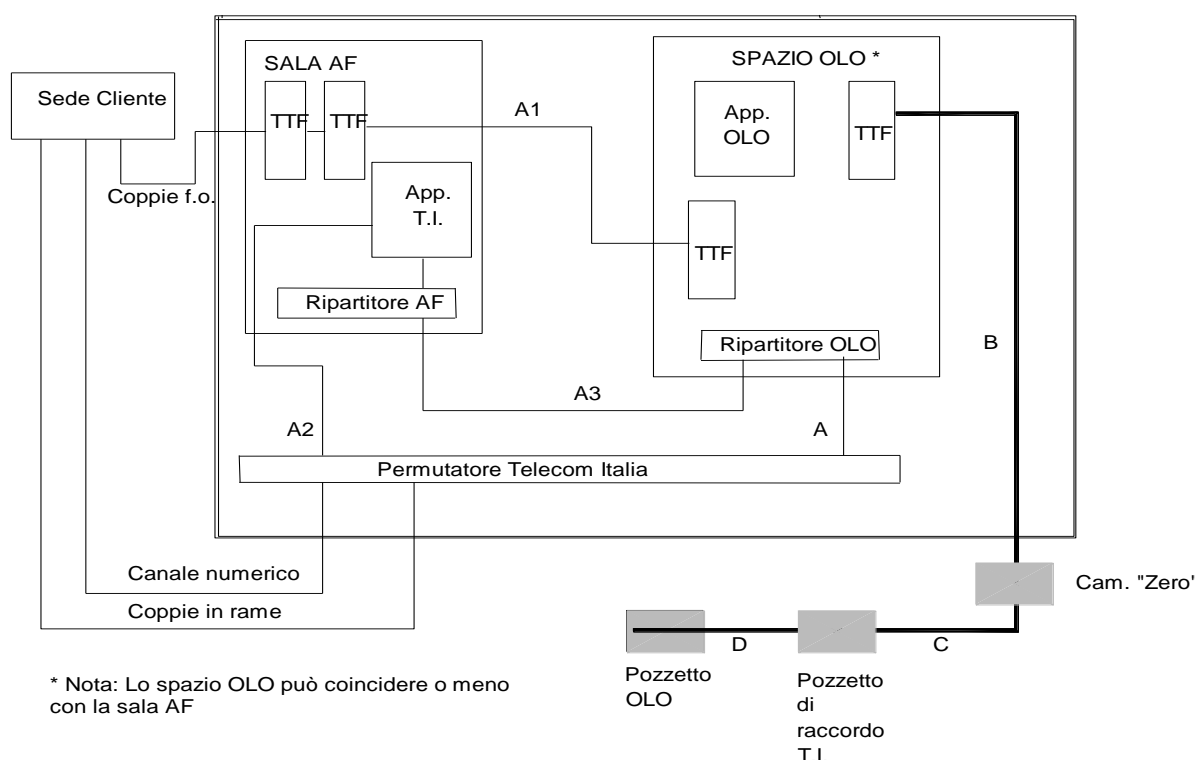 SALA AF
SPAZIO OLO *
Sede Cliente
TTF
TTF
A1
App.
OLO
TTF
Coppie f.o.
App.
T.I.
TTF
Ripartitore AF
Ripartitore OLO
B
A3
A2
A
Permutatore Telecom Italia
Canale numerico
Coppie in rame
Cam. "Zero'
D
C
Pozzetto
OLO
Pozzetto
di
raccordo
T.I.
* Nota: Lo spazio OLO può coincidere o meno
con la sala AF